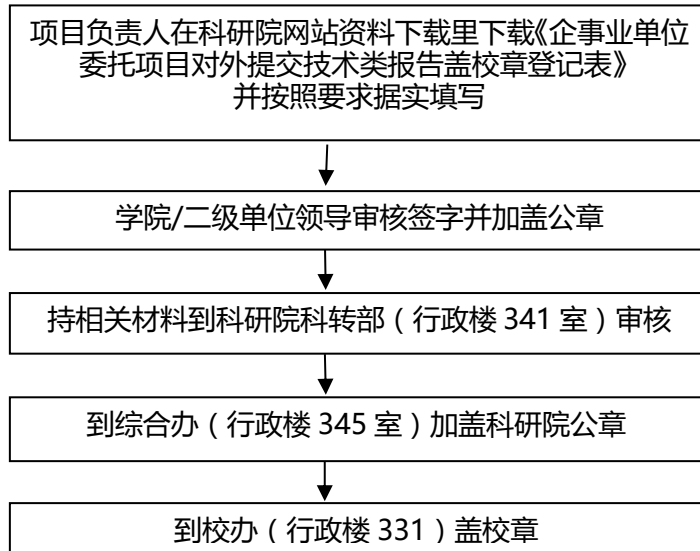 项目负责人在科研院网站资料下载里下载《企事业单位
委托项目对外提交技术类报告盖校章登记表》
并按照要求据实填写
学院/二级单位领导审核签字并加盖公章
持相关材料到科研院科转部（行政楼 341 室）审核
到综合办（行政楼 345 室）加盖科研院公章
到校办（行政楼 331）盖校章